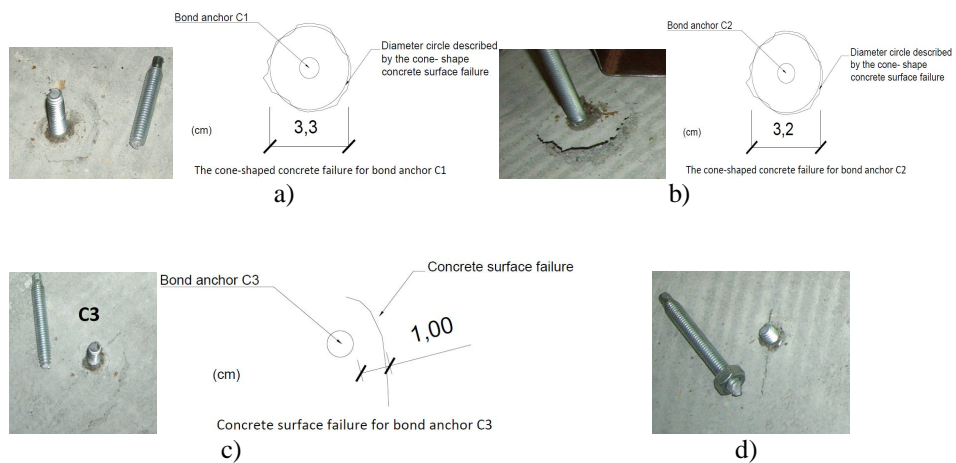 Bond anchor C1
Diameter circle described
by the cone- shape
concrete surface failure
(cm)
3,3
The cone-shaped concrete failure for bond anchor C1
a)
Bond anchor C2
Diameter circle described
by the cone- shape
concrete surface failure
(cm)
3,2
The cone-shaped concrete failure for bond anchor C2
b)
C3
Bond anchor C3
Concrete surface failure
1,00
(cm)
Concrete surface failure for bond anchor C3
c)
d)